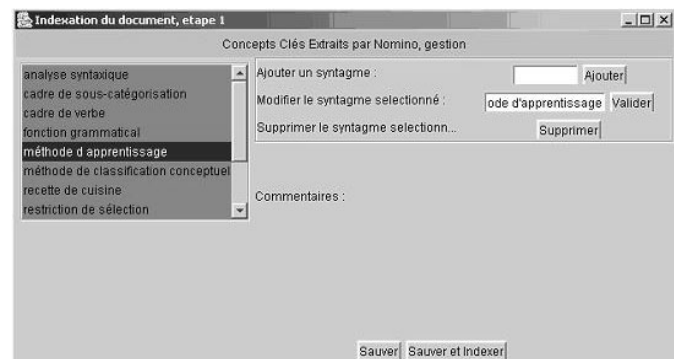 Indexation du document, etape 1
Concepts Clés Extraits par Nomino, gestion
analyse syntaxique
cadre de sous-catégorisation
cadre de verbe
fonction grammatical
méthode d apprentissage
méthode de classification conceptuel
recette de cuisine
restriction de sélection
Ajouter un syntagme :
Ajouter
Modifier le syntagme selectionné :
ode d'apprentissage
Valider
Supprimer le syntagme selectionn...
Supprimer
Commentaires :
Sauver
Sauver et Indexer